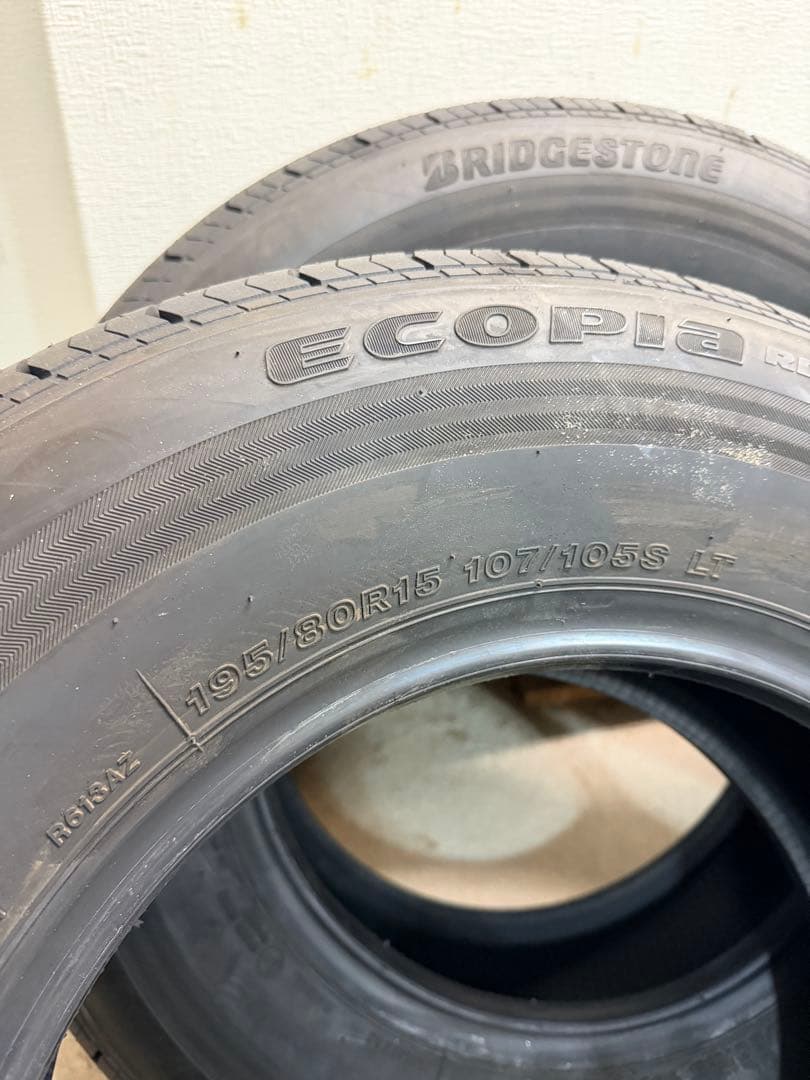 BRIDGESTONE
ECOPIA
195/80R15 107/105S LT
R613AZ